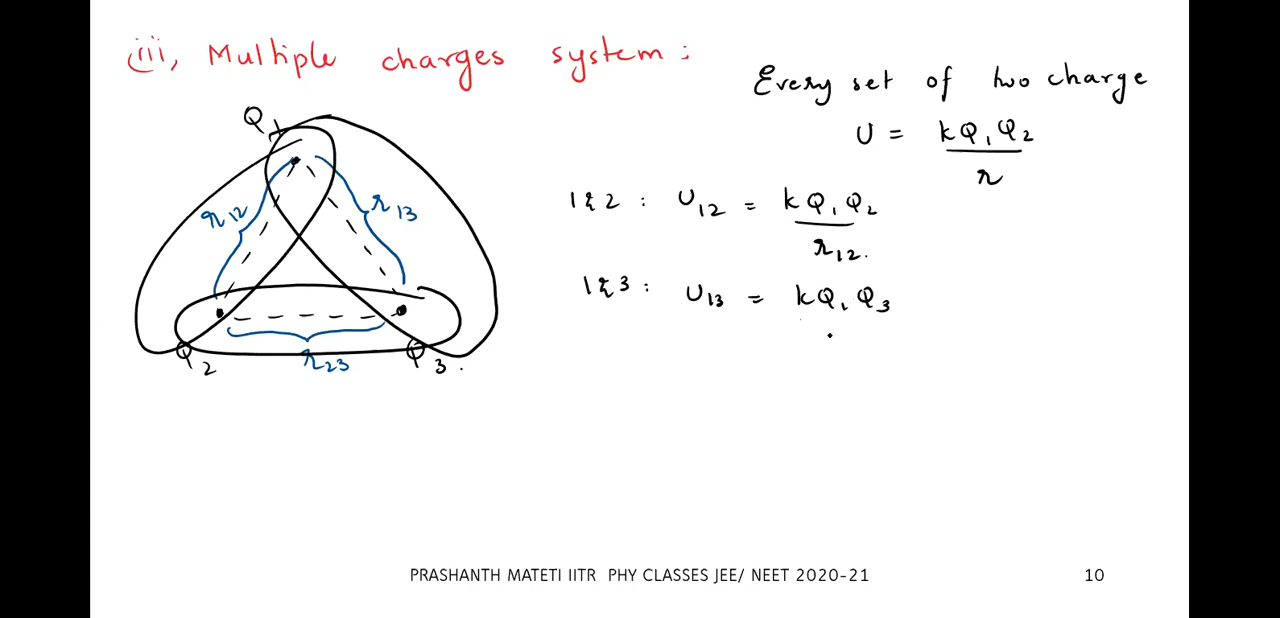 (iii, Multiple charges system :
Every set of two charge
U = kQ₁Q₂
r
Q₁
r₁₂
r₁₃
1 & 2 : U₁₂ = kQ₁Q₂
r₁₂.
1 & 3 : U₁₃ = kQ₁Q₃
Q₂
r₂₃
Q₃.
PRASHANTH MATETI IITR PHY CLASSES JEE/ NEET 2020-21
10